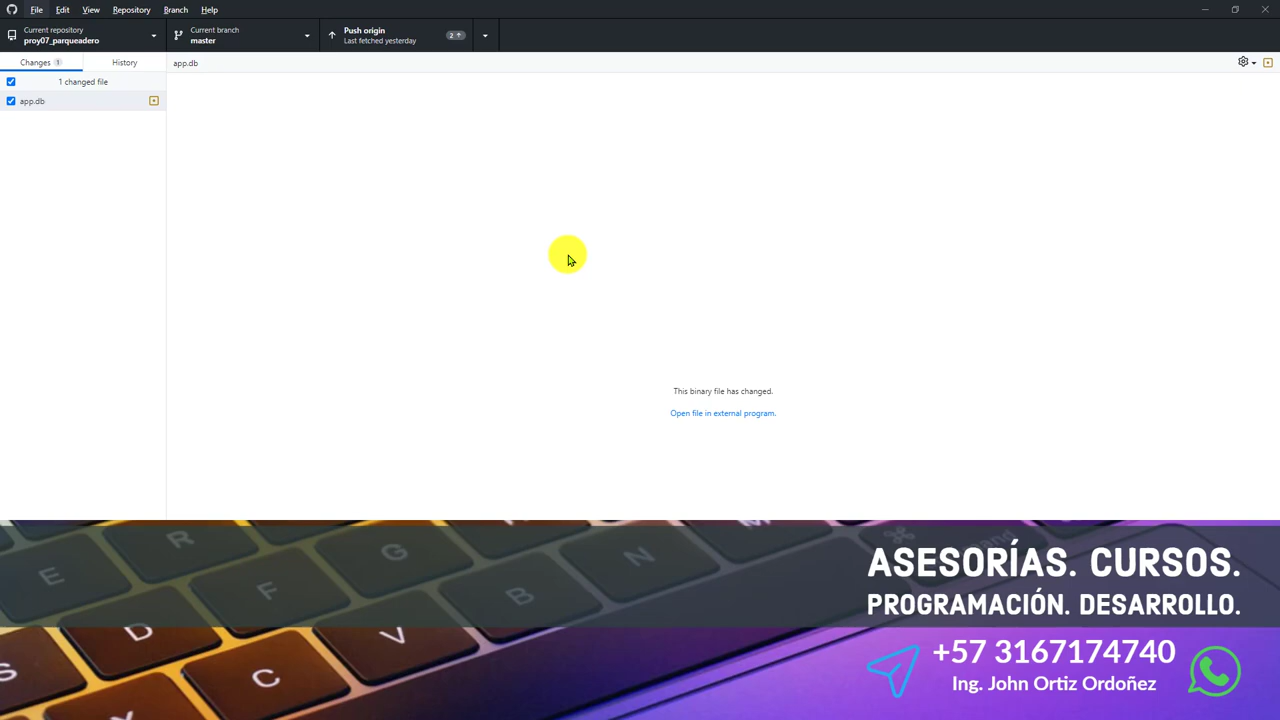 File Edit View Repository Branch Help
Current repository
proy07_parqueadero
Current branch
master
Push origin
Last fetched yesterday
2
Changes 1
History
app.db
1 changed file
app.db
This binary file has changed.
Open file in external program.
E R F G D C V B N M
ASESORÍAS. CURSOS.
PROGRAMACIÓN. DESARROLLO.
+57 3167174740
Ing. John Ortiz Ordoñez